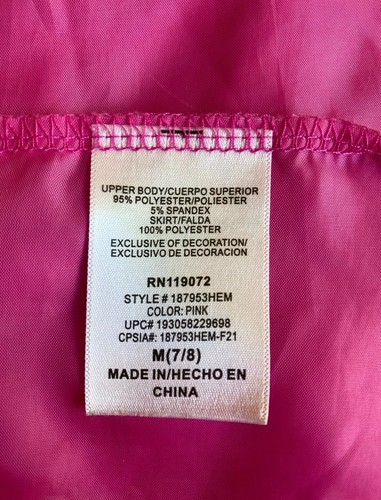 UPPER BODY/CUERPO SUPERIOR
95% POLYESTER/POLIESTER
5% SPANDEX
SKIRT/FALDA
100% POLYESTER
EXCLUSIVE OF DECORATION/
EXCLUSIVO DE DECORACION
RN119072
STYLE # 187953HEM
COLOR: PINK
UPC# 193058229698
CPSIA#: 187953HEM-F21
M(7/8)
MADE IN/HECHO EN
CHINA